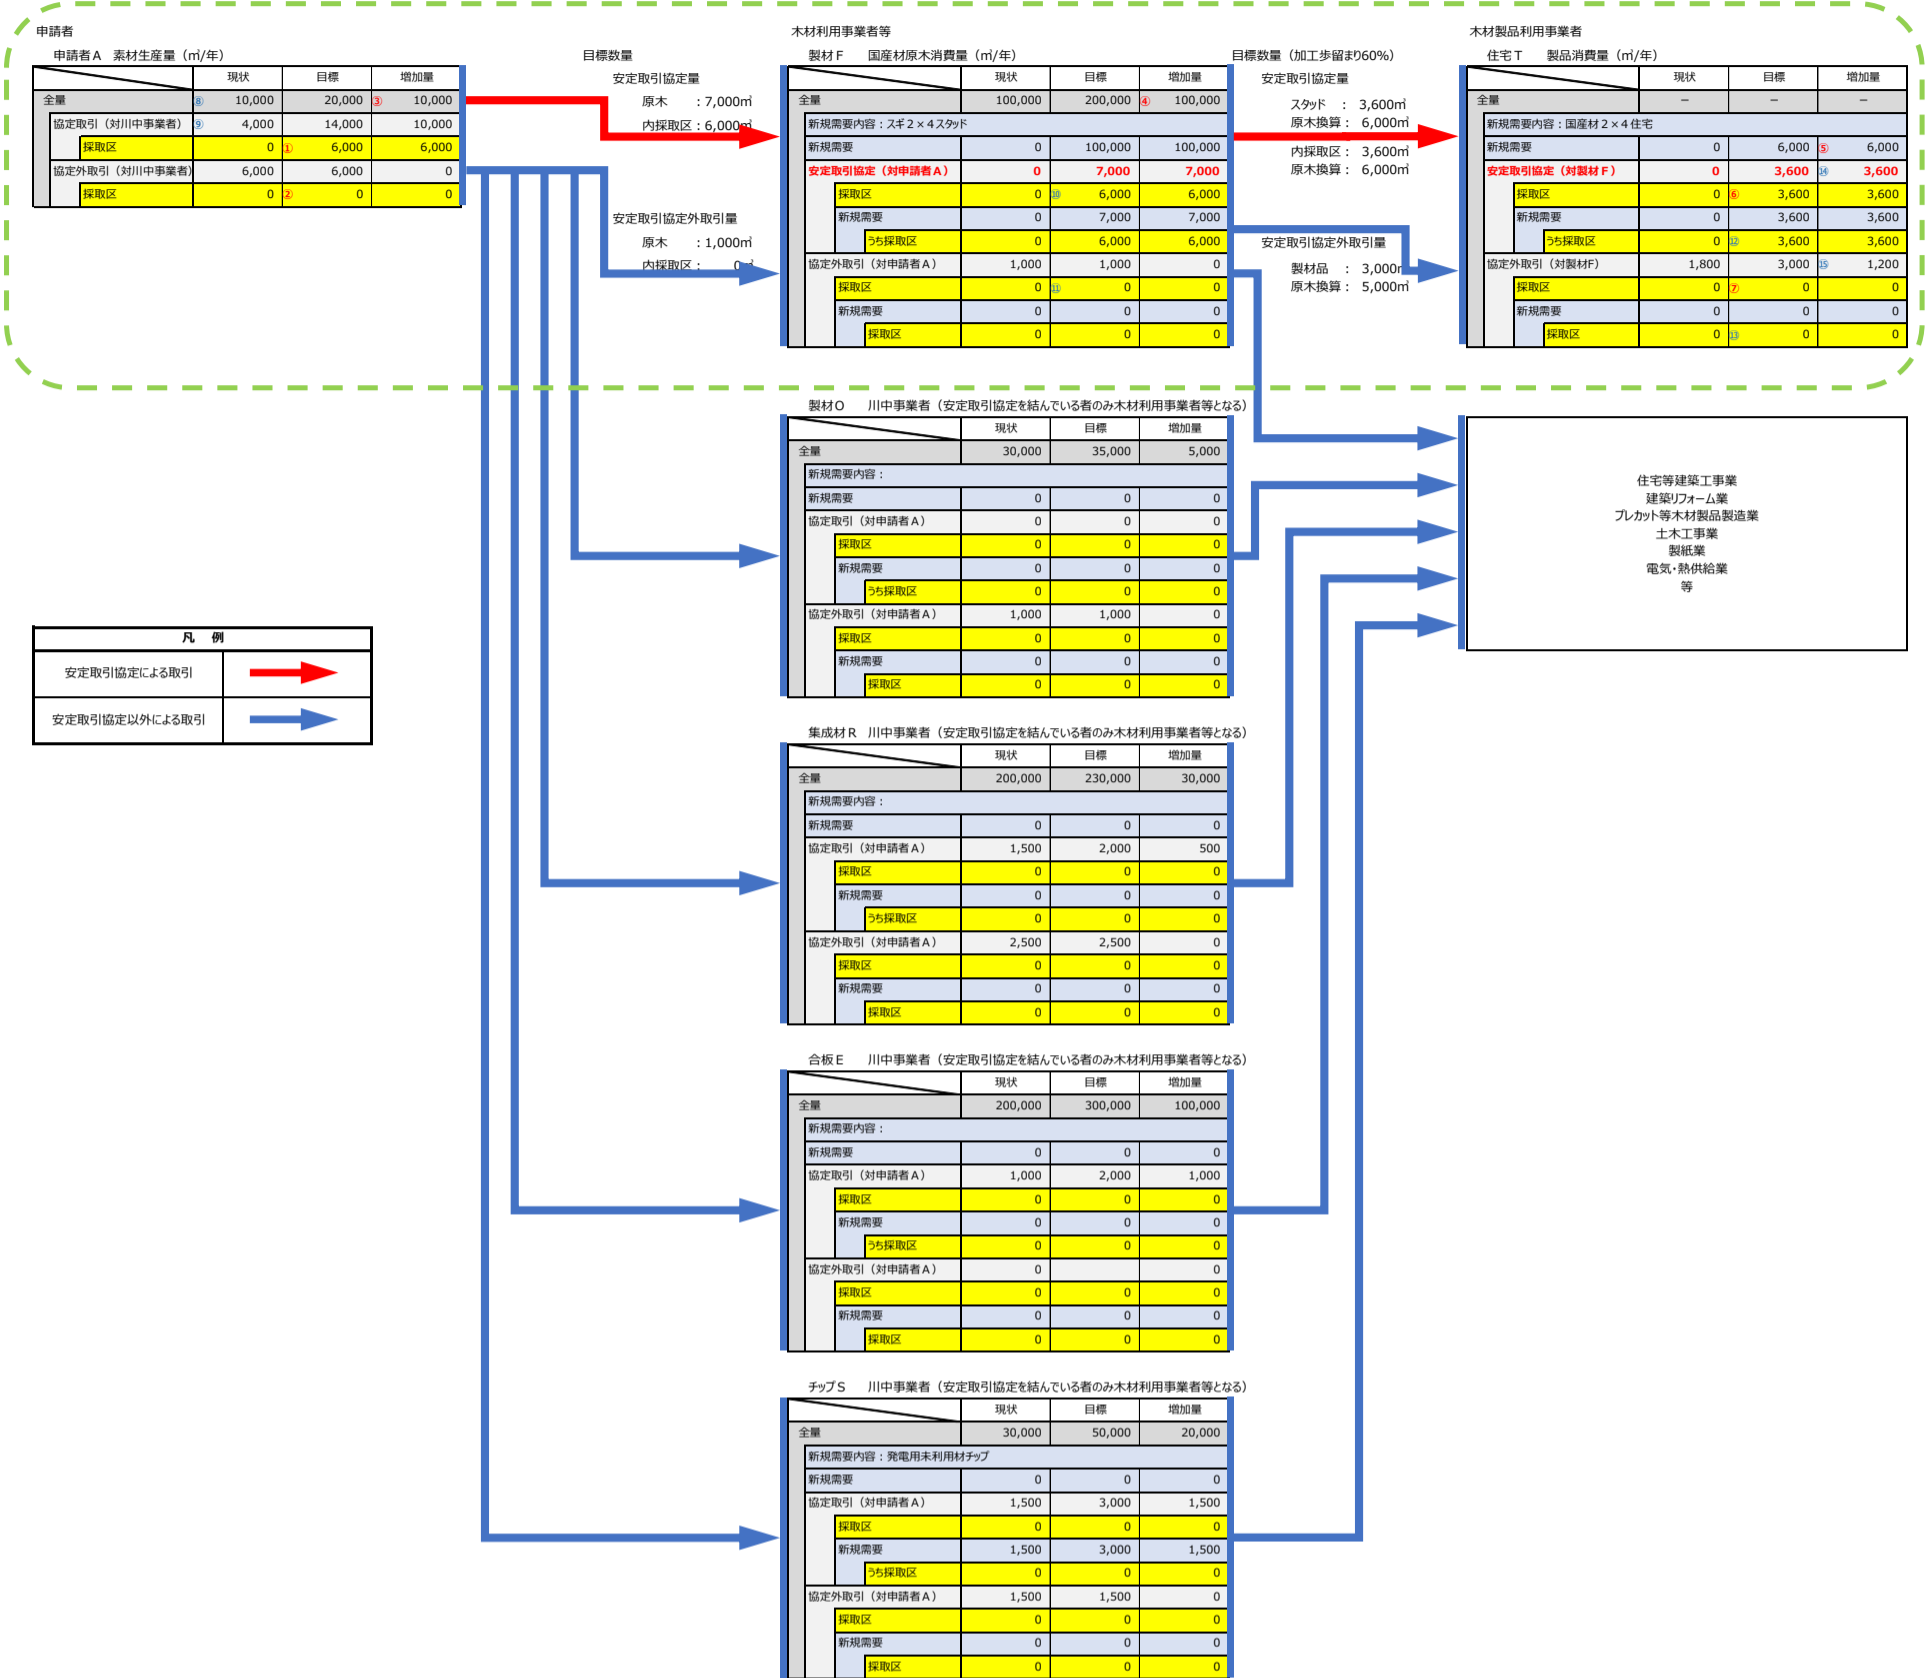 申請者
申請者A 素材生産量（㎥/年）
現状 目標 増加量
全量 ⑧ 10,000 20,000 ③ 10,000
協定取引（対川中事業者） ⑨ 4,000 14,000 10,000
採取区 0 ① 6,000 6,000
協定外取引（対川中事業者） 6,000 6,000 0
採取区 0 ② 0 0
目標数量
安定取引協定量
原木 ：7,000㎥
内採取区：6,000㎥
安定取引協定外取引量
原木 ：1,000㎥
内採取区： 0㎥
木材利用事業者等
製材F 国産材原木消費量（㎥/年）
現状 目標 増加量
全量 100,000 200,000 ④ 100,000
新規需要内容：スギ２×４スタッド
新規需要 0 100,000 100,000
安定取引協定（対申請者A） 0 7,000 7,000
採取区 0 ⑩ 6,000 6,000
新規需要 0 7,000 7,000
うち採取区 0 6,000 6,000
協定外取引（対申請者A） 1,000 1,000 0
採取区 0 ⑪ 0 0
新規需要 0 0 0
採取区 0 0 0
目標数量（加工歩留まり60%）
安定取引協定量
スタッド ： 3,600㎥
原木換算： 6,000㎥
内採取区： 3,600㎥
原木換算： 6,000㎥
安定取引協定外取引量
製材品 ： 3,000㎥
原木換算： 5,000㎥
木材製品利用事業者
住宅T 製品消費量（㎥/年）
現状 目標 増加量
全量 － － －
新規需要内容：国産材２×４住宅
新規需要 0 6,000 ⑤ 6,000
安定取引協定（対製材F） 0 3,600 ⑭ 3,600
採取区 0 ⑥ 3,600 3,600
新規需要 0 3,600 3,600
うち採取区 0 ⑫ 3,600 3,600
協定外取引（対製材F） 1,800 3,000 ⑮ 1,200
採取区 0 ⑦ 0 0
新規需要 0 0 0
採取区 0 ⑬ 0 0
製材O 川中事業者（安定取引協定を結んでいる者のみ木材利用事業者等となる）
現状 目標 増加量
全量 30,000 35,000 5,000
新規需要内容：
新規需要 0 0 0
協定取引（対申請者A） 0 0 0
採取区 0 0 0
新規需要 0 0 0
うち採取区 0 0 0
協定外取引（対申請者A） 1,000 1,000 0
採取区 0 0 0
新規需要 0 0 0
採取区 0 0 0
住宅等建築工事業
建築リフォーム業
プレカット等木材製品製造業
土木工事業
製紙業
電気・熱供給業
等
凡 例
安定取引協定による取引
安定取引協定以外による取引
集成材R 川中事業者（安定取引協定を結んでいる者のみ木材利用事業者等となる）
現状 目標 増加量
全量 200,000 230,000 30,000
新規需要内容：
新規需要 0 0 0
協定取引（対申請者A） 1,500 2,000 500
採取区 0 0 0
新規需要 0 0 0
うち採取区 0 0 0
協定外取引（対申請者A） 2,500 2,500 0
採取区 0 0 0
新規需要 0 0 0
採取区 0 0 0
合板E 川中事業者（安定取引協定を結んでいる者のみ木材利用事業者等となる）
現状 目標 増加量
全量 200,000 300,000 100,000
新規需要内容：
新規需要 0 0 0
協定取引（対申請者A） 1,000 2,000 1,000
採取区 0 0 0
新規需要 0 0 0
うち採取区 0 0 0
協定外取引（対申請者A） 0 0
採取区 0 0 0
新規需要 0 0 0
採取区 0 0 0
チップS 川中事業者（安定取引協定を結んでいる者のみ木材利用事業者等となる）
現状 目標 増加量
全量 30,000 50,000 20,000
新規需要内容：発電用未利用材チップ
新規需要 0 0 0
協定取引（対申請者A） 1,500 3,000 1,500
採取区 0 0 0
新規需要 1,500 3,000 1,500
うち採取区 0 0 0
協定外取引（対申請者A） 1,500 1,500 0
採取区 0 0 0
新規需要 0 0 0
採取区 0 0 0